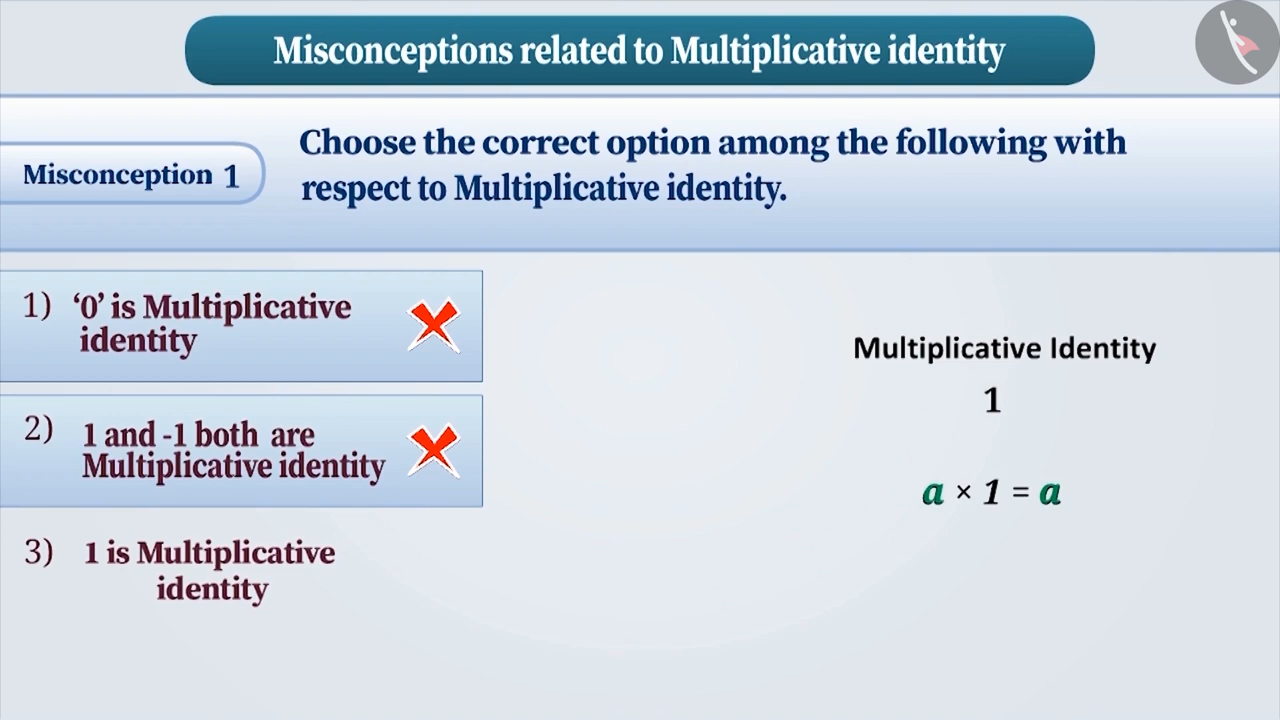 Misconceptions related to Multiplicative identity
Misconception 1
Choose the correct option among the following with
respect to Multiplicative identity.
1) ‘0’ is Multiplicative
identity
2) 1 and -1 both are
Multiplicative identity
3) 1 is Multiplicative
identity
Multiplicative Identity
1
a × 1 = a